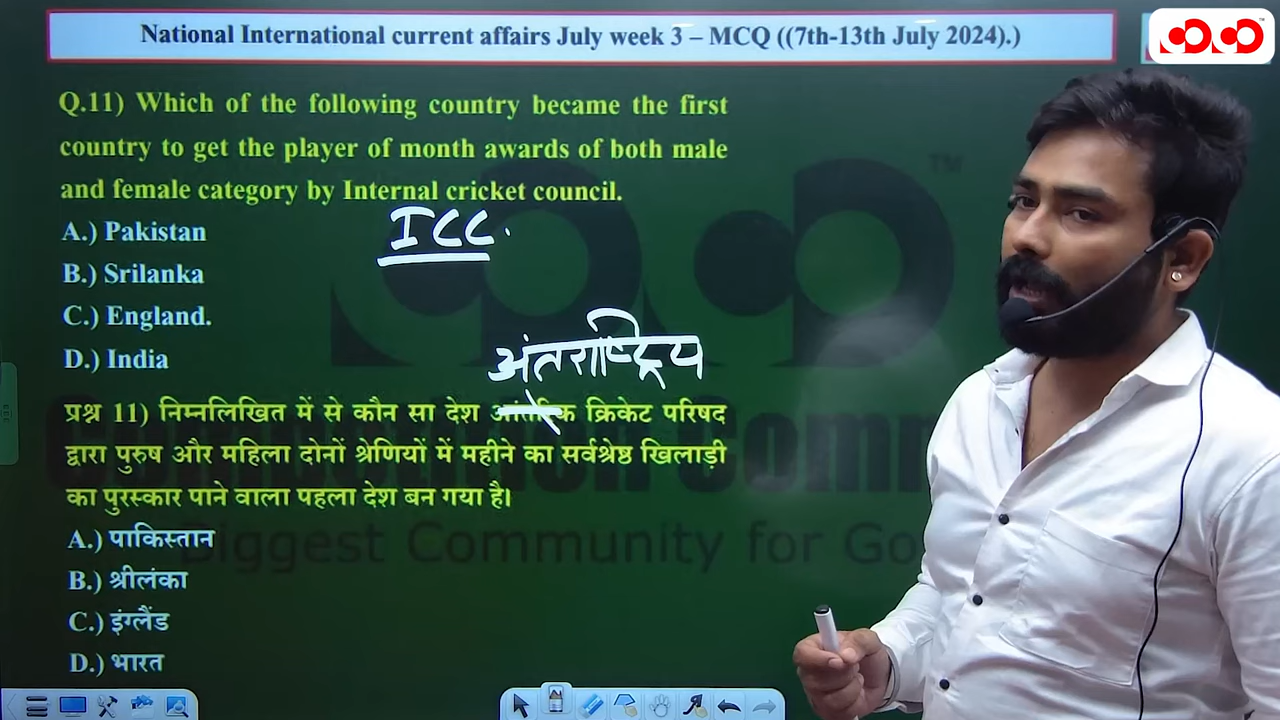 National International current affairs July week 3 – MCQ ((7th-13th July 2024).)
Q.11) Which of the following country became the first
country to get the player of month awards of both male
and female category by Internal cricket council.
ICC.
A.) Pakistan
B.) Srilanka
C.) England.
D.) India
अंतराष्ट्रिय
प्रश्न 11) निम्नलिखित में से कौन सा देश आंतरिक क्रिकेट परिषद
द्वारा पुरुष और महिला दोनों श्रेणियों में महीने का सर्वश्रेष्ठ खिलाड़ी
का पुरस्कार पाने वाला पहला देश बन गया है।
A.) पाकिस्तान
B.) श्रीलंका
C.) इंग्लैंड
D.) भारत
Biggest Community for Go
TM